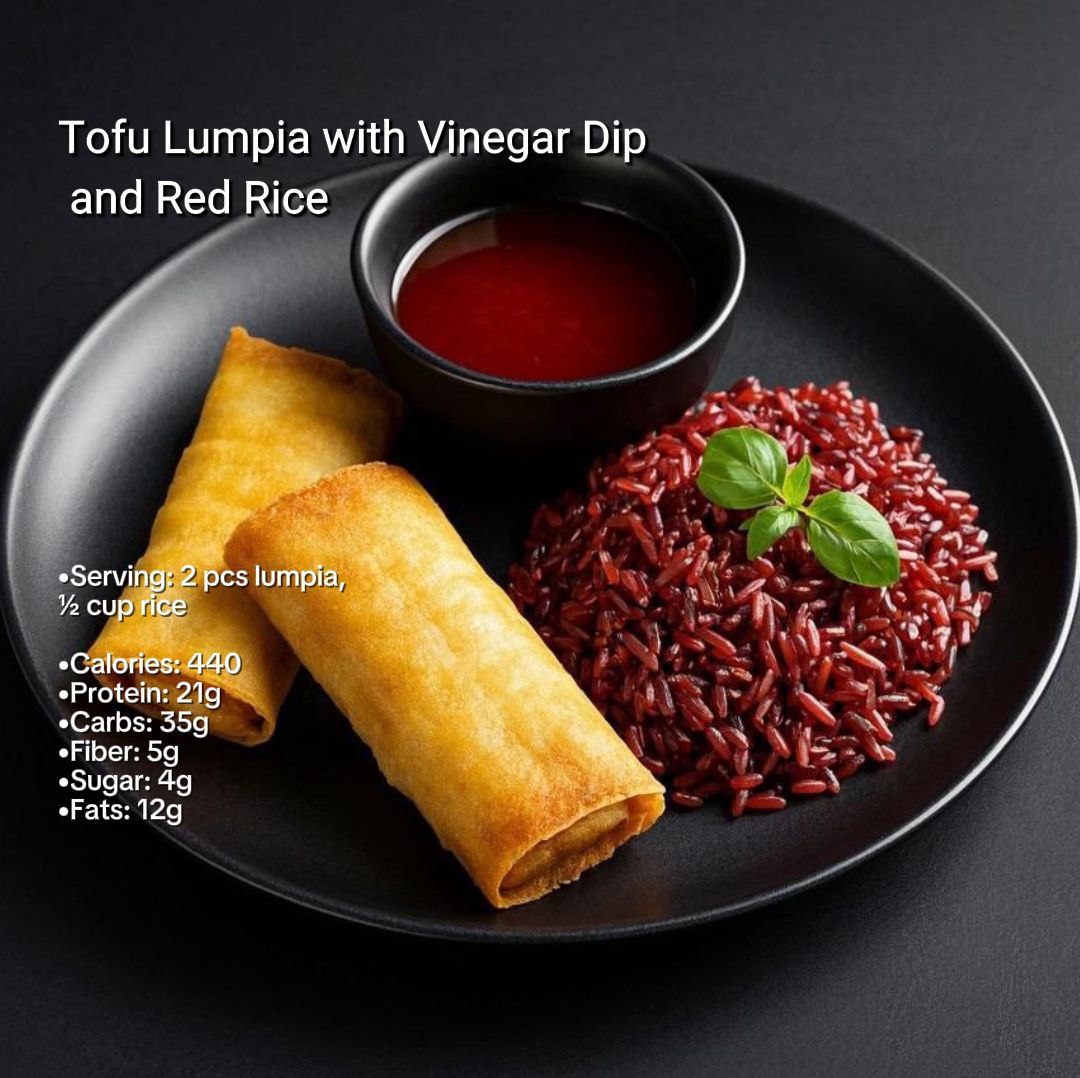 Tofu Lumpia with Vinegar Dip
and Red Rice
•Serving: 2 pcs lumpia,
½ cup rice
•Calories: 440
•Protein: 21g
•Carbs: 35g
•Fiber: 5g
•Sugar: 4g
•Fats: 12g